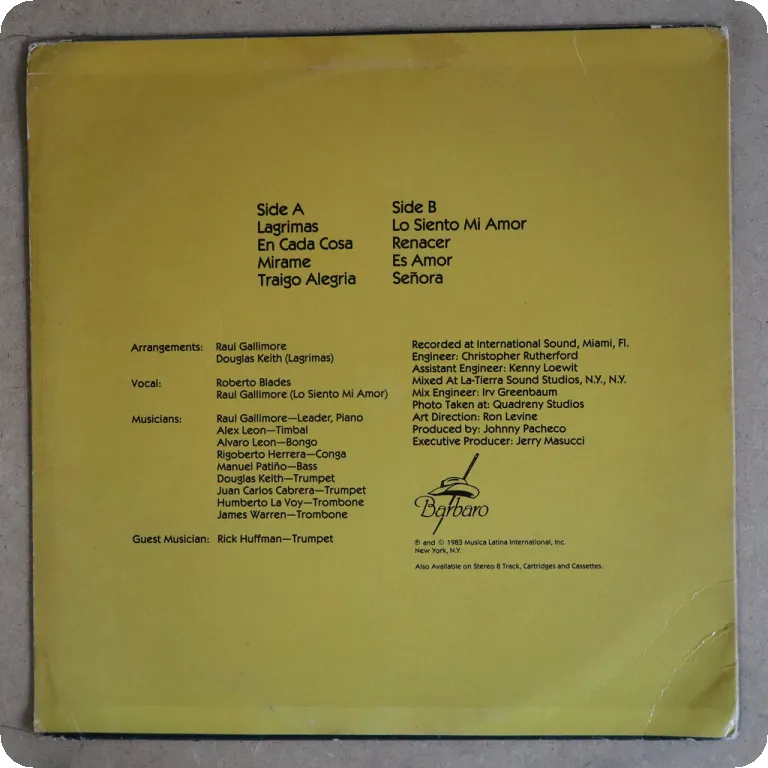 Side A
Lagrimas
En Cada Cosa
Mirame
Traigo Alegria
Side B
Lo Siento Mi Amor
Renacer
Es Amor
Señora
Arrangements: Raul Gallimore
Douglas Keith (Lagrimas)
Vocal: Roberto Blades
Raul Gallimore (Lo Siento Mi Amor)
Musicians: Raul Gallimore—Leader, Piano
Alex Leon—Timbal
Alvaro Leon—Bongo
Rigoberto Herrera—Conga
Manuel Patiño—Bass
Douglas Keith—Trumpet
Juan Carlos Cabrera—Trumpet
Humberto La Voy—Trombone
James Warren—Trombone
Guest Musician: Rick Huffman—Trumpet
Recorded at International Sound, Miami, Fl.
Engineer: Christopher Rutherford
Assistant Engineer: Kenny Loewit
Mixed At La-Tierra Sound Studios, N.Y., N.Y.
Mix Engineer: Irv Greenbaum
Photo Taken at: Quadreny Studios
Art Direction: Ron Levine
Produced by: Johnny Pacheco
Executive Producer: Jerry Masucci
Barbaro
℗ and © 1983 Musica Latina International, Inc.
New York, N.Y.
Also Available on Stereo 8 Track, Cartridges and Cassettes.